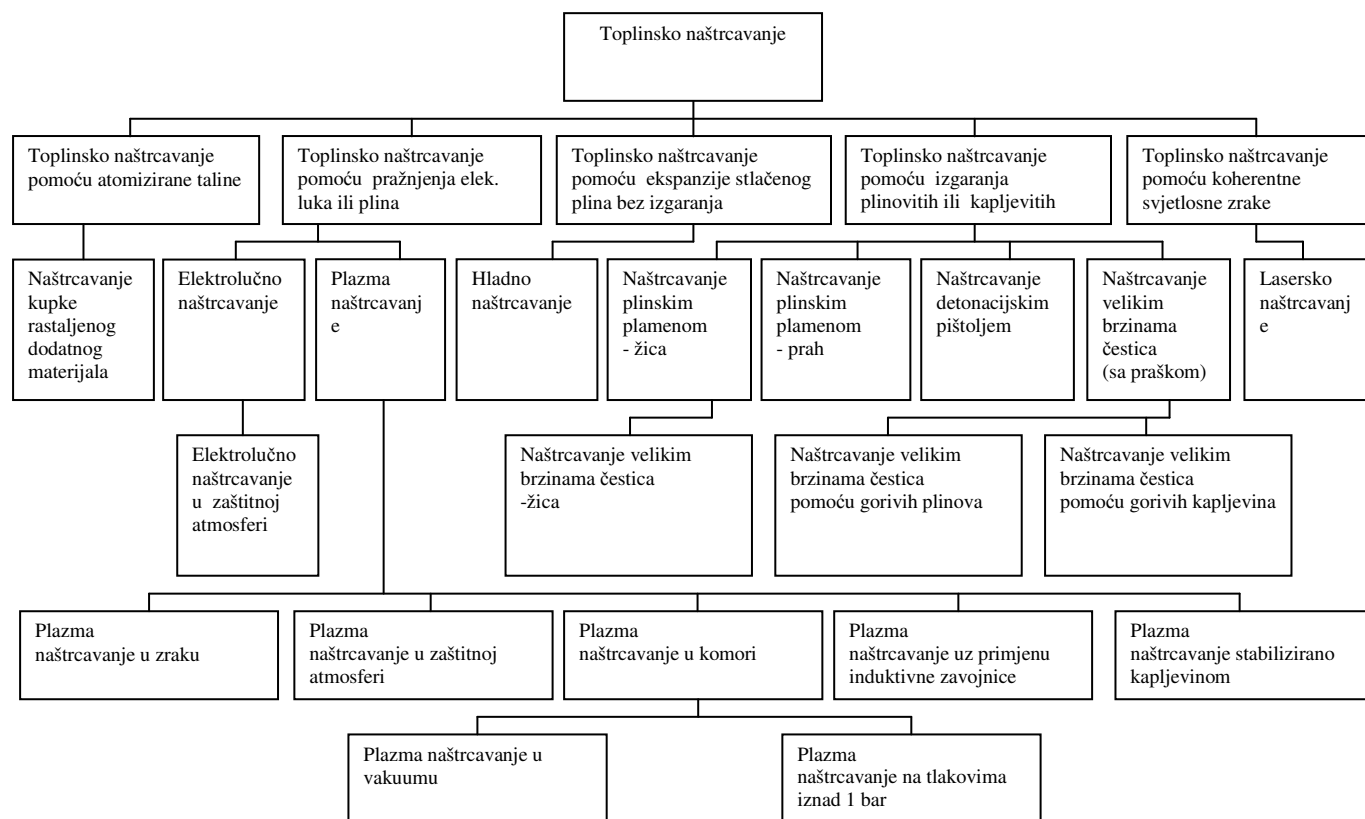 Toplinsko naštrcavanje
Toplinsko naštrcavanje
pomoću atomizirane taline
Toplinsko naštrcavanje
pomoću pražnjenja elek.
luka ili plina
Toplinsko naštrcavanje
pomoću ekspanzije stlačenog
plina bez izgaranja
Toplinsko naštrcavanje
pomoću izgaranja
plinovitih ili kapljevitih
Toplinsko naštrcavanje
pomoću koherentne
svjetlosne zrake
Naštrcavanje
kupke
rastaljenog
dodatnog
materijala
Elektrolučno
naštrcavanje
Plazma
naštrcavanj
e
Hladno
naštrcavanje
Naštrcavanje
plinskim
plamenom
- žica
Naštrcavanje
plinskim
plamenom
- prah
Naštrcavanje
detonacijskim
pištoljem
Naštrcavanje
velikim
brzinama
čestica
(sa praškom)
Lasersko
naštrcavanj
e
Elektrolučno
naštrcavanje
u zaštitnoj
atmosferi
Naštrcavanje velikim
brzinama čestica
-žica
Naštrcavanje velikim
brzinama čestica
pomoću gorivih plinova
Naštrcavanje velikim
brzinama čestica
pomoću gorivih kapljevina
Plazma
naštrcavanje u zraku
Plazma
naštrcavanje u zaštitnoj
atmosferi
Plazma
naštrcavanje u komori
Plazma
naštrcavanje uz primjenu
induktivne zavojnice
Plazma
naštrcavanje stabilizirano
kapljevinom
Plazma naštrcavanje u
vakuumu
Plazma
naštrcavanje na tlakovima
iznad 1 bar